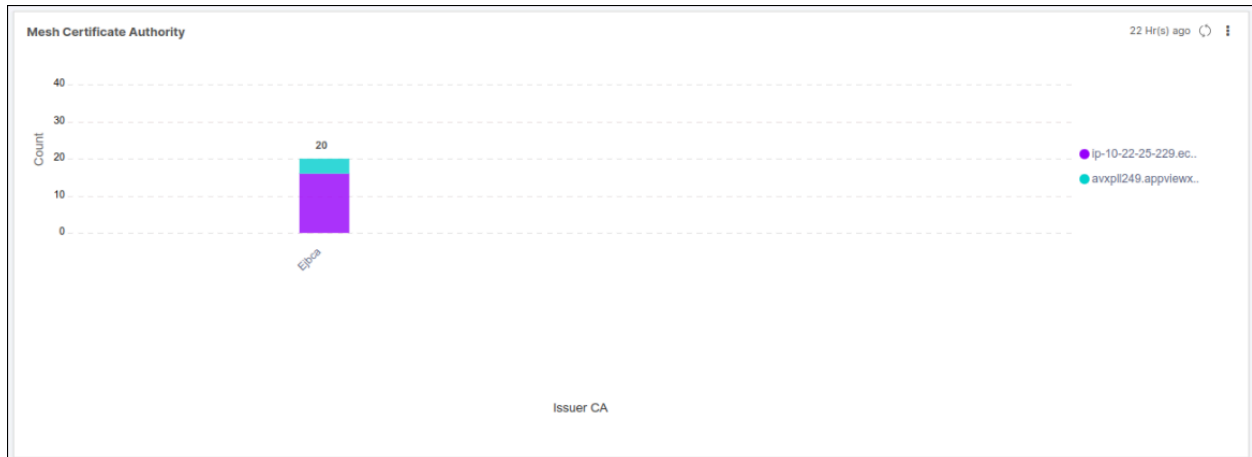 Mesh Certificate Authority
22 Hr(s) ago
40
30
20
10
0
Count
20
Ejbca
Issuer CA
ip-10-22-25-229.ec..
avxpll249.appviewx..